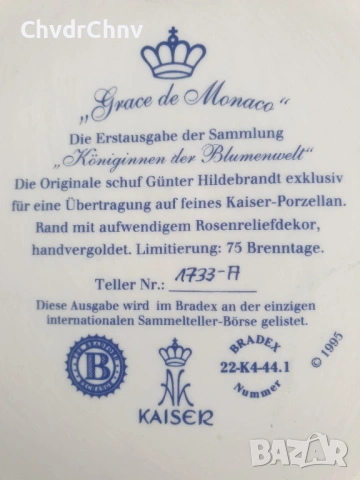 ChvdrChnv
„Grace de Monaco“
Die Erstausgabe der Sammlung
„Königinnen der Blumenwelt“
Die Originale schuf Günter Hildebrandt exklusiv
für eine Übertragung auf feines Kaiser-Porzellan.
Rand mit aufwendigem Rosenreliefdekor,
handvergoldet. Limitierung: 75 Brenntage.
Teller Nr.: 1733-A
Diese Ausgabe wird im Bradex an der einzigen
internationalen Sammelteller-Börse gelistet.
B
KAISER
BRADEX
22-K4-44.1
Nummer
© 1995
BAZAR